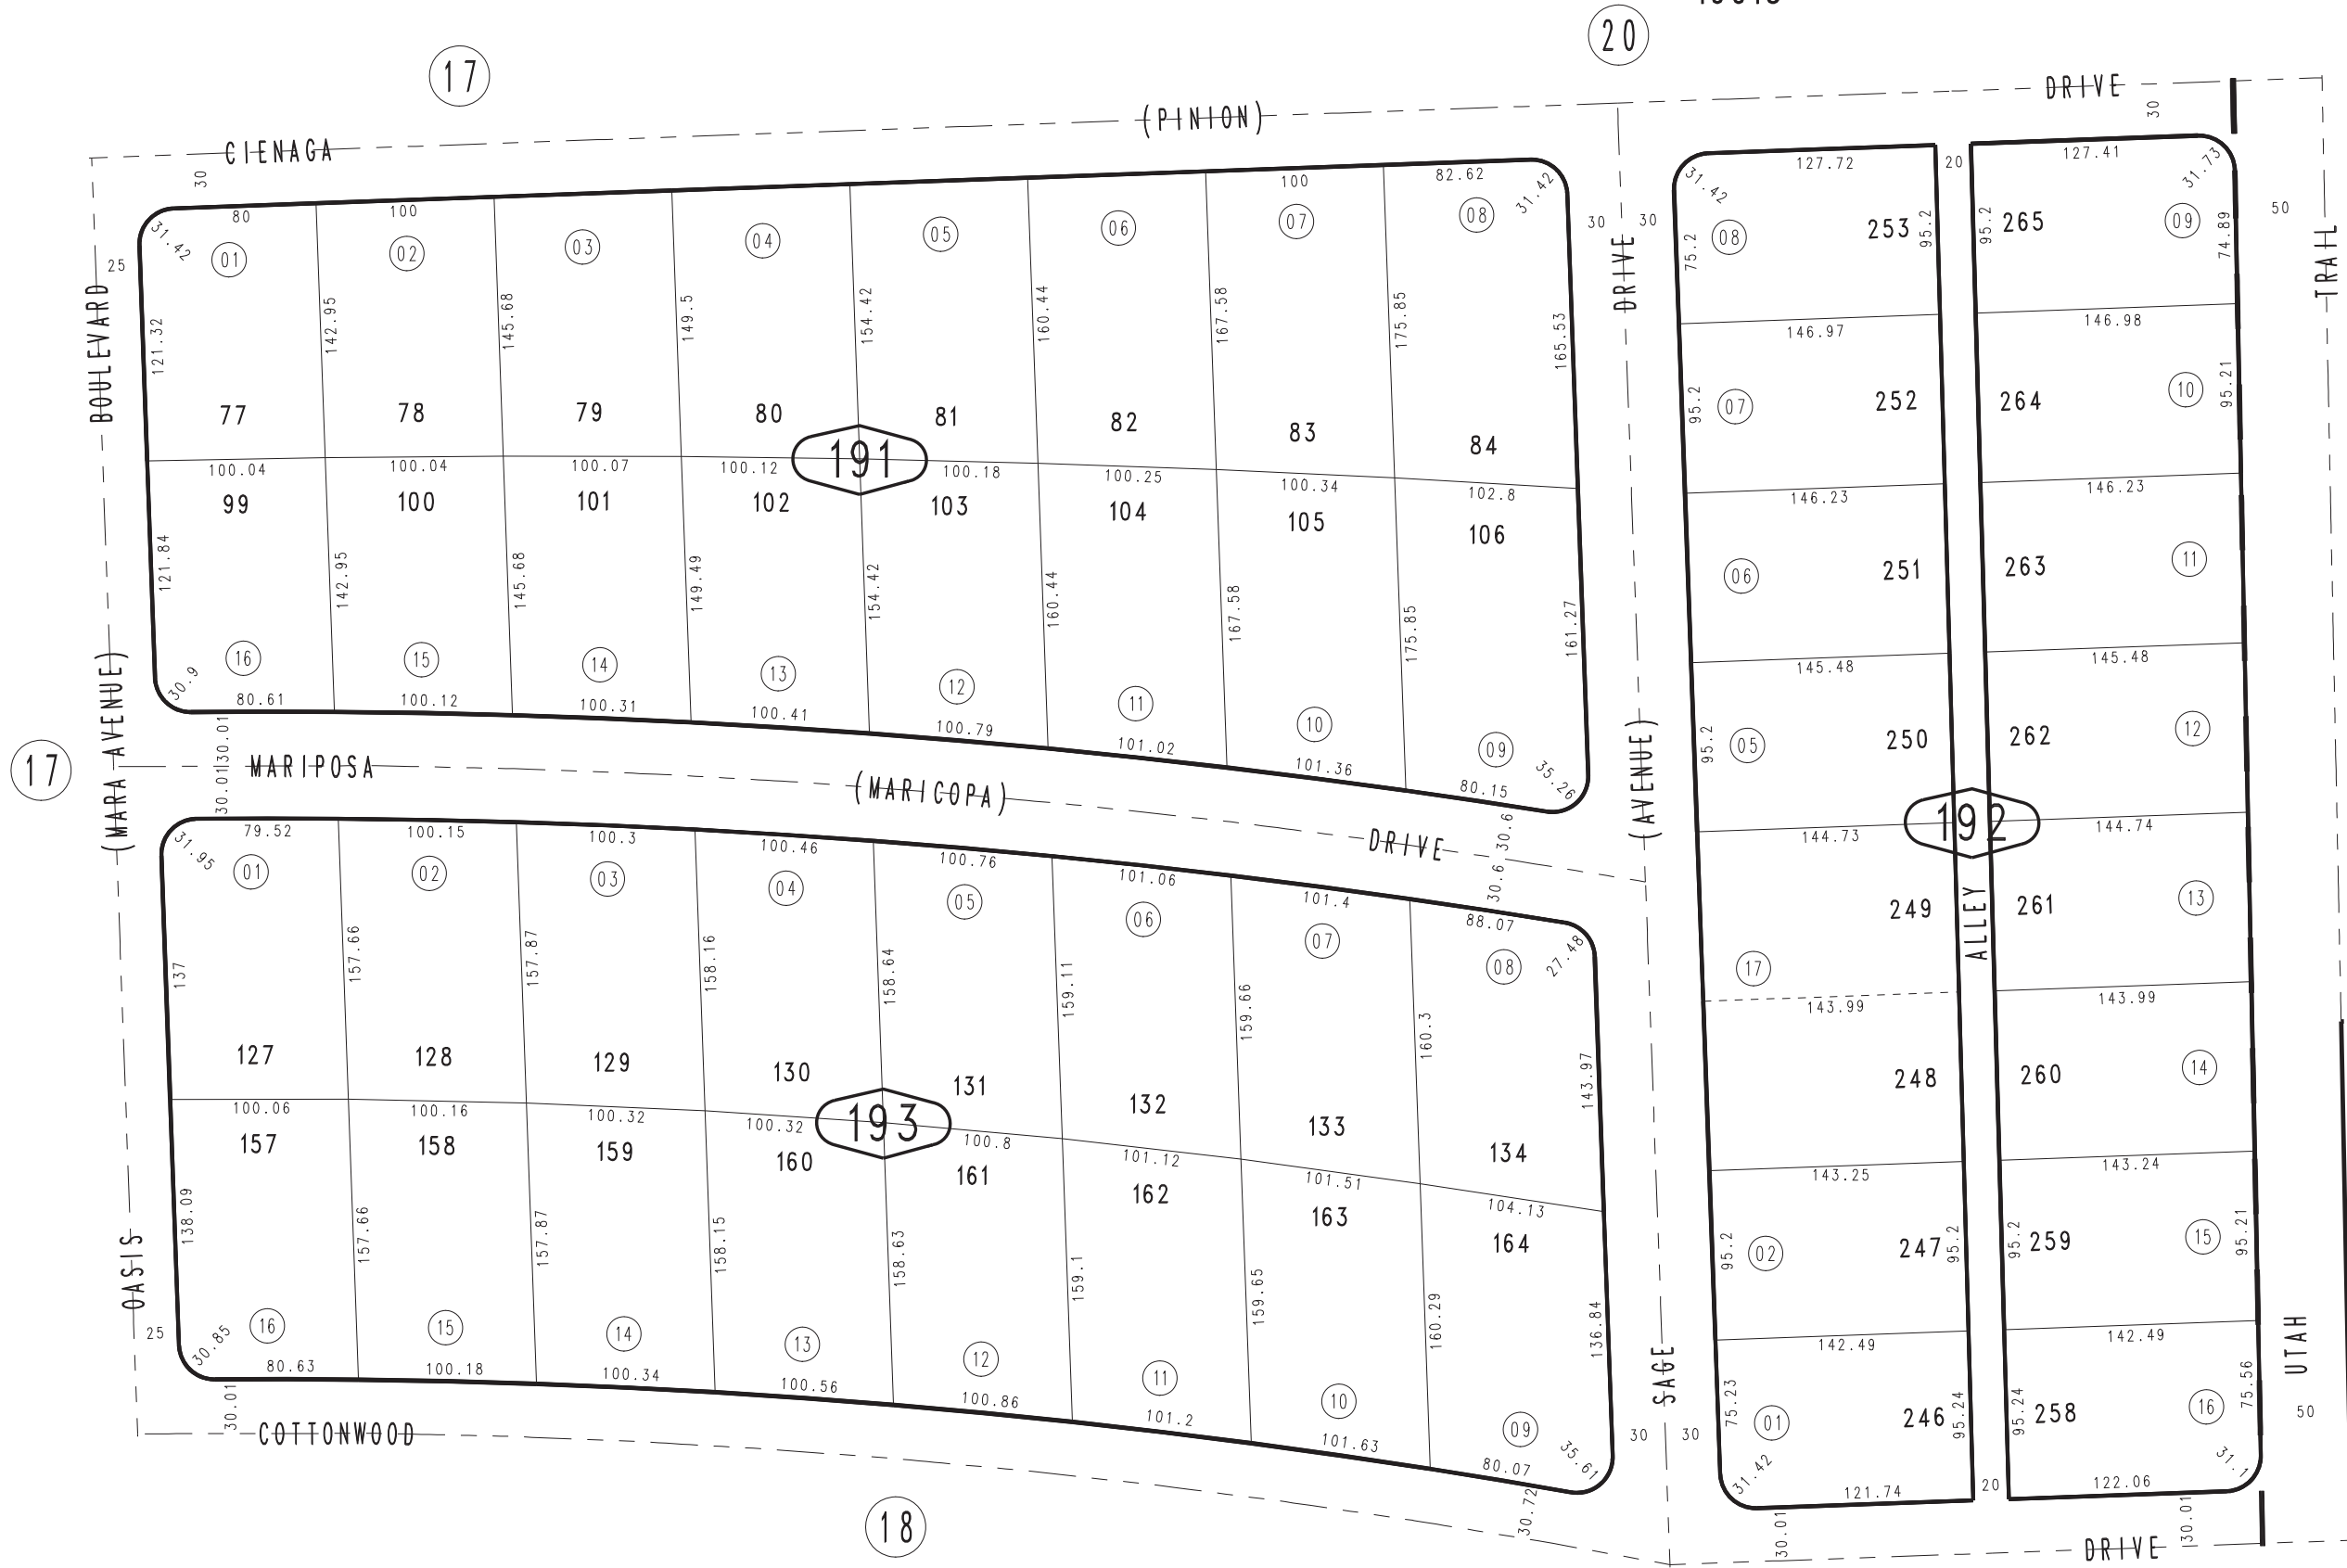 20
17
CIENAGA (PINION) DRIVE
30
30
80 100 100 82.62
31.42 01 02 03 04 05 06 07 08 31.42
25 30 30
BOULEVARD
DRIVE
121.32 142.95 145.68 149.5 154.42 160.44 167.58 175.85 165.53
77 78 79 80 81 82 83 84
191
100.04 100.04 100.07 100.12 100.18 100.25 100.34 102.8
99 100 101 102 103 104 105 106
121.84 142.95 145.68 149.49 154.42 160.44 167.58 175.85 161.27
16 15 14 13 12 11 10 09
30.9 80.61 100.12 100.31 100.41 100.79 101.02 101.36 80.15 35.26
17
(MARA AVENUE)
(AVENUE)
30.01 30.6
MARIPOSA (MARICOPA) DRIVE
30.01 30.6
79.52 100.15 100.3 100.46 100.76 101.06 101.4 88.07
31.95 01 02 03 04 05 06 07 08 27.48
137 157.66 157.87 158.16 158.64 159.11 159.66 160.3 143.97
127 128 129 130 131 132 133 134
193
100.06 100.16 100.32 100.32 100.8 101.12 101.51 104.13
157 158 159 160 161 162 163 164
138.09 157.66 157.87 158.15 158.63 159.1 159.65 160.29 136.84
OASIS
SAGE
25 30 30
16 15 14 13 12 11 10 09
30.85 80.63 100.18 100.34 100.56 100.86 101.2 101.63 80.07 35.61
30.01 30.72
COTTONWOOD DRIVE
18
127.72 20 127.41
31.42 31.73
08 253 95.2 95.2 265 09
75.2 74.89
50
TRAIL
146.97 146.98
95.2 07 252 264 10 95.21
146.23 146.23
06 251 263 11
145.48 145.48
95.2 05 250 262 12
192
144.73 144.74
249 261 13
ALLEY
17
143.99 143.99
248 260 14
143.25 143.24
95.2 02 247 95.2 95.2 259 15 95.21
142.49 142.49
UTAH
75.23 01 246 95.24 95.24 258 16 75.56
50
31.42 31.1
121.74 20 122.06
30.01 30.01